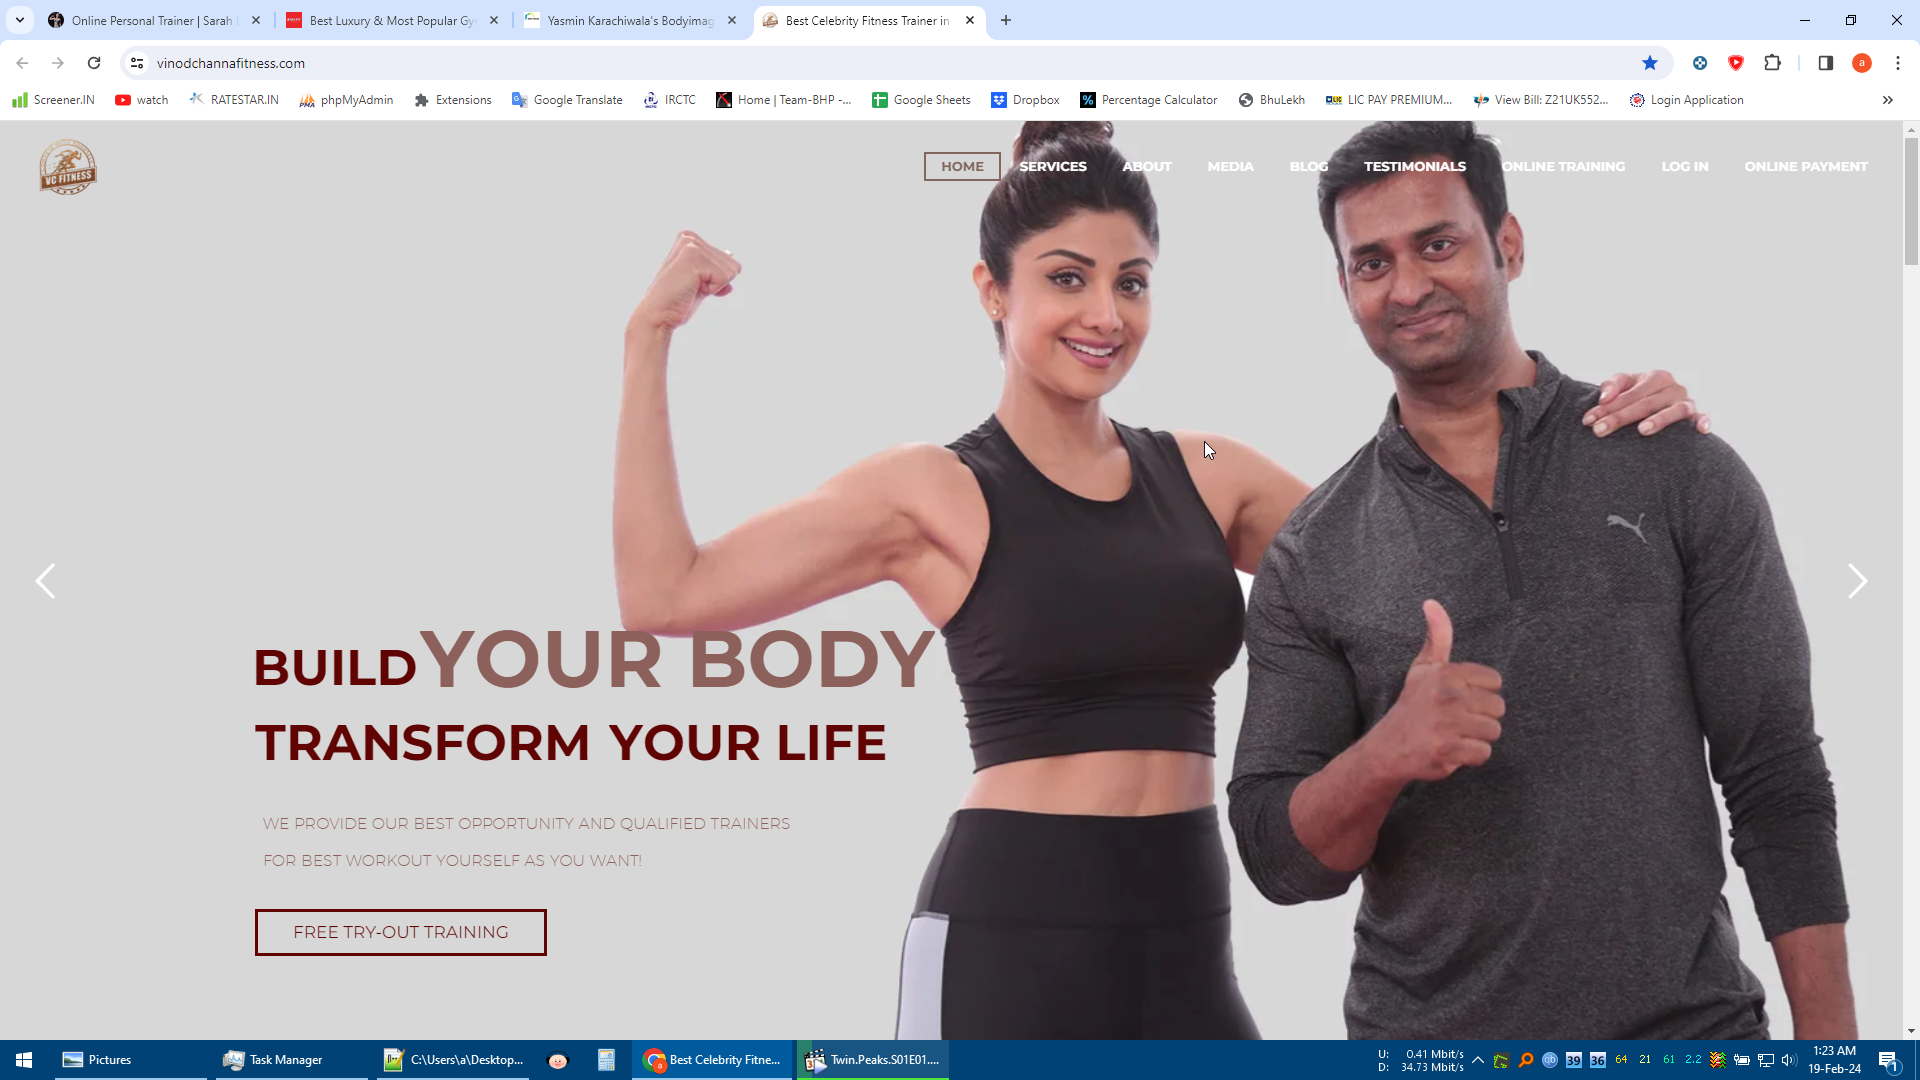 Online Personal Trainer | Sarah
Best Luxury & Most Popular Gy
Yasmin Karachiwala's Bodyimag
Best Celebrity Fitness Trainer in
vinodchannafitness.com
a
Screener.IN
watch
RATESTAR.IN
phpMyAdmin
Extensions
Google Translate
IRCTC
Home | Team-BHP -...
Google Sheets
Dropbox
Percentage Calculator
BhuLekh
LIC PAY PREMIUM...
View Bill: Z21UK552...
Login Application
VC FITNESS
HOME
SERVICES
ABOUT
MEDIA
BLOG
TESTIMONIALS
ONLINE TRAINING
LOG IN
ONLINE PAYMENT
BUILD YOUR BODY
TRANSFORM YOUR LIFE
WE PROVIDE OUR BEST OPPORTUNITY AND QUALIFIED TRAINERS
FOR BEST WORKOUT YOURSELF AS YOU WANT!
FREE TRY-OUT TRAINING
Pictures
Task Manager
C:\Users\a\Desktop...
Best Celebrity Fitne...
Twin.Peaks.S01E01....
U: 0.41 Mbit/s
D: 34.73 Mbit/s
39
36
64
21
61
2.2
1:23 AM
19-Feb-24
1